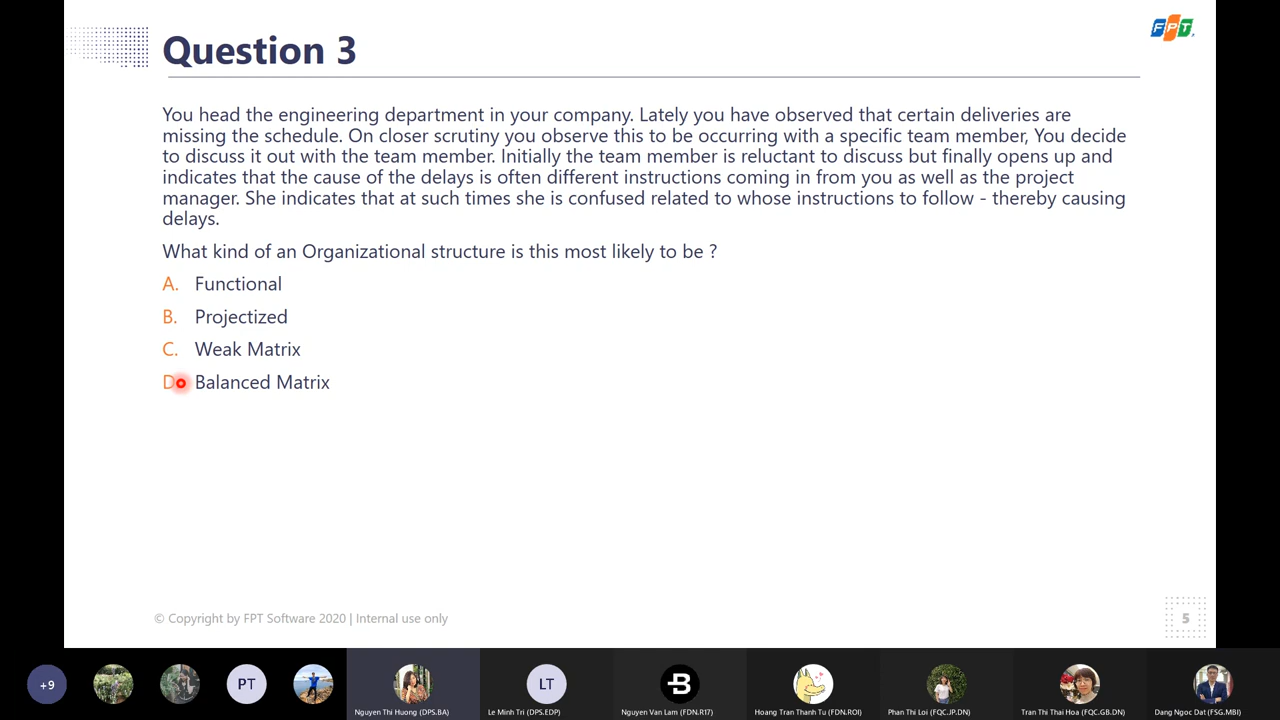 FPT
Question 3
You head the engineering department in your company. Lately you have observed that certain deliveries are
missing the schedule. On closer scrutiny you observe this to be occurring with a specific team member, You decide
to discuss it out with the team member. Initially the team member is reluctant to discuss but finally opens up and
indicates that the cause of the delays is often different instructions coming in from you as well as the project
manager. She indicates that at such times she is confused related to whose instructions to follow - thereby causing
delays.
What kind of an Organizational structure is this most likely to be ?
A. Functional
B. Projectized
C. Weak Matrix
D Balanced Matrix
© Copyright by FPT Software 2020 | Internal use only
5
+9
PT
LT
B
Nguyen Thi Huong (DPS.BA)
Le Minh Tri (DPS.EDP)
Nguyen Van Lam (FDN.R17)
Hoang Tran Thanh Tu (FDN.ROI)
Phan Thi Loi (FQC.JP.DN)
Tran Thi Thai Hoa (FQC.GB.DN)
Dang Ngoc Dat (FSG.MBI)